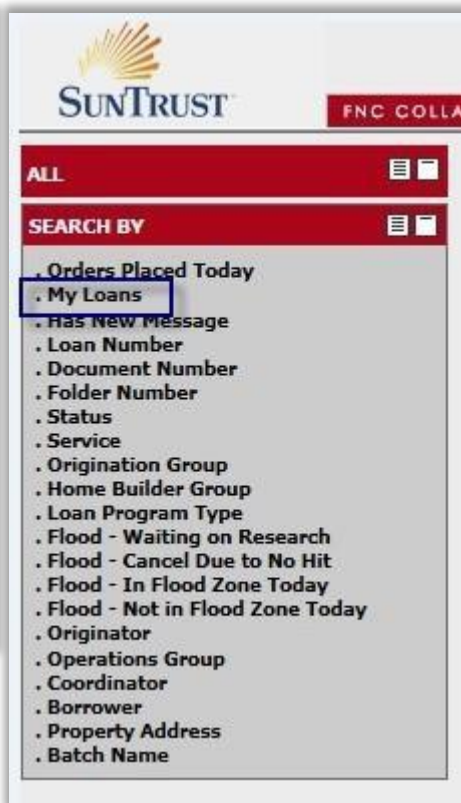 SUNTRUST
FNC COLLA
ALL
SEARCH BY
. Orders Placed Today
. My Loans
. Has New Message
. Loan Number
. Document Number
. Folder Number
. Status
. Service
. Origination Group
. Home Builder Group
. Loan Program Type
. Flood - Waiting on Research
. Flood - Cancel Due to No Hit
. Flood - In Flood Zone Today
. Flood - Not in Flood Zone Today
. Originator
. Operations Group
. Coordinator
. Borrower
. Property Address
. Batch Name